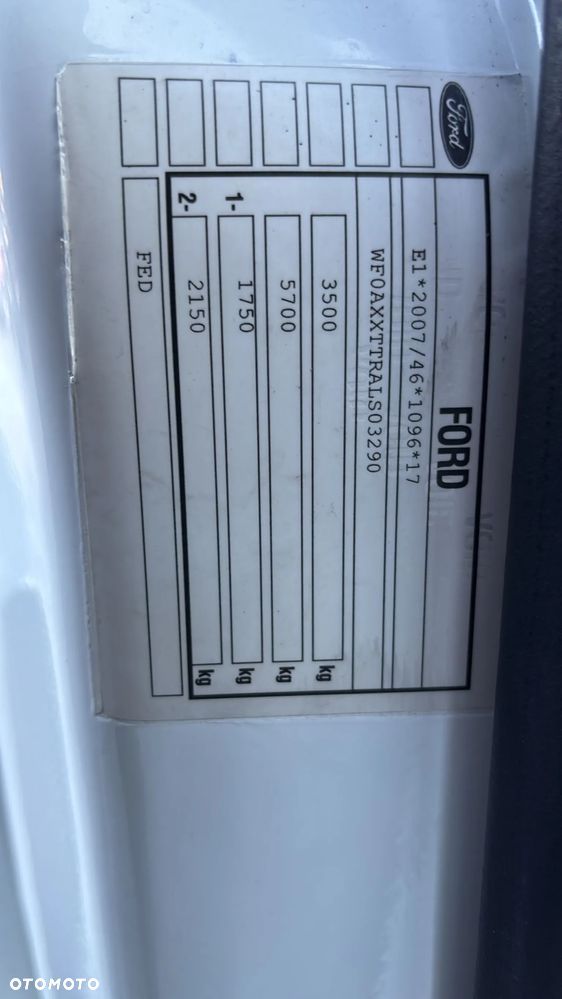 Ford
FORD
E1*2007/46*1096*17
WF0AXXTTRALS03290
3500 kg
5700 kg
1- 1750 kg
2- 2150 kg
FED
OTOMOTO